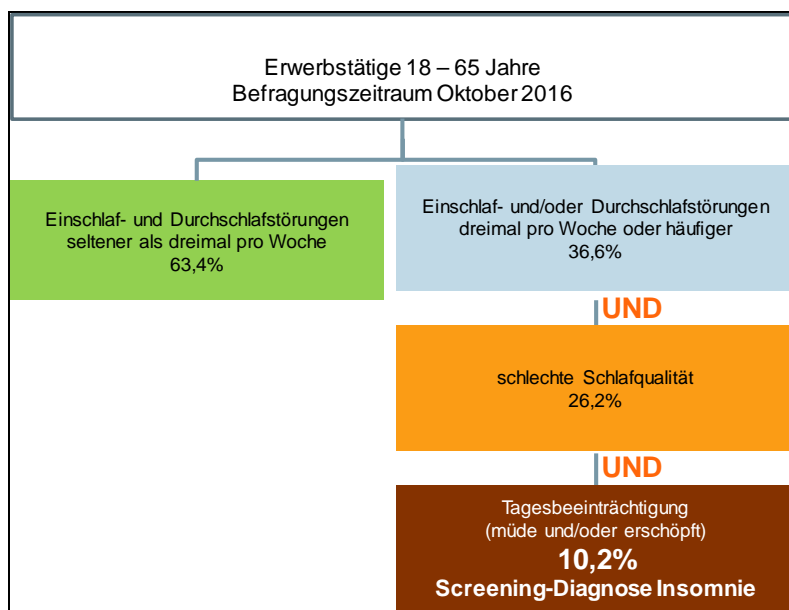 Erwerbstätige 18 – 65 Jahre
Befragungszeitraum Oktober 2016
Einschlaf- und Durchschlafstörungen
seltener als dreimal pro Woche
63,4%
Einschlaf- und/oder Durchschlafstörungen
dreimal pro Woche oder häufiger
36,6%
UND
schlechte Schlafqualität
26,2%
UND
Tagesbeeinträchtigung
(müde und/oder erschöpft)
10,2%
Screening-Diagnose Insomnie